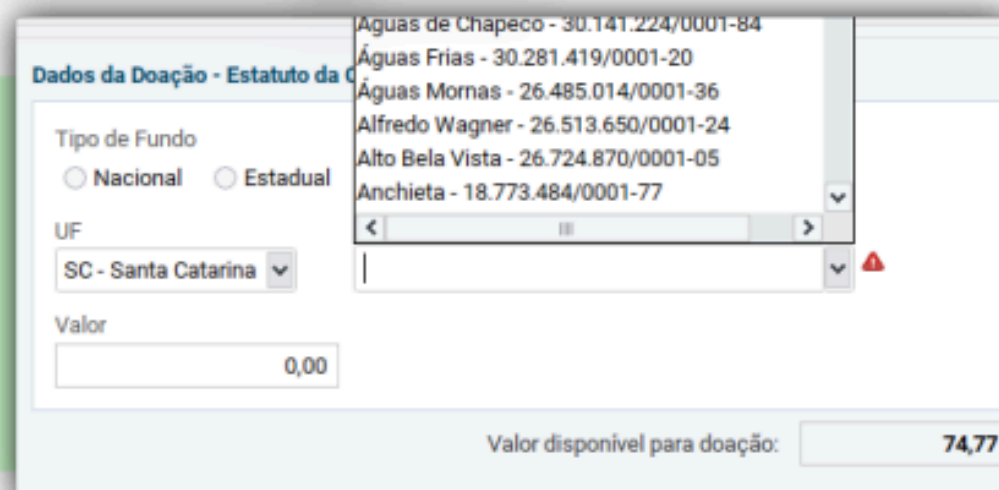 Águas de Chapecó - 30.141.224/0001-84
Águas Frias - 30.281.419/0001-20
Dados da Doação - Estatuto da
Águas Mornas - 26.485.014/0001-36
Tipo de Fundo
Alfredo Wagner - 26.513.650/0001-24
Alto Bela Vista - 26.724.870/0001-05
Nacional Estadual
Anchieta - 18.773.484/0001-77
UF
SC - Santa Catarina
Valor
0,00
Valor disponível para doação: 74,77